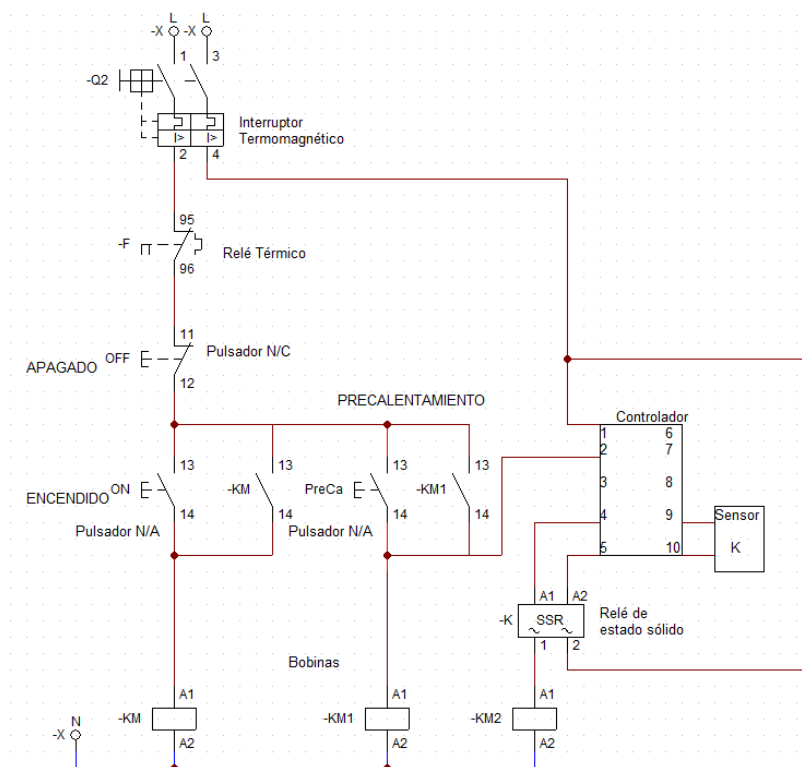 L L
-X -X
1 3
-Q2
I> I>
Interruptor
Termomagnético
2 4
95
-F
Relé Térmico
96
11
OFF
Pulsador N/C
APAGADO
12
PRECALENTAMIENTO
Controlador
1 6
2 7
3 8
4 9
5 10
Sensor
K
13 13 13 13
ON -KM PreCa -KM1
ENCENDIDO
14 14 14 14
Pulsador N/A Pulsador N/A
A1 A2
-K SSR
Relé de
estado sólido
1 2
Bobinas
A1 A1 A1
-KM -KM1 -KM2
A2 A2 A2
N
-X